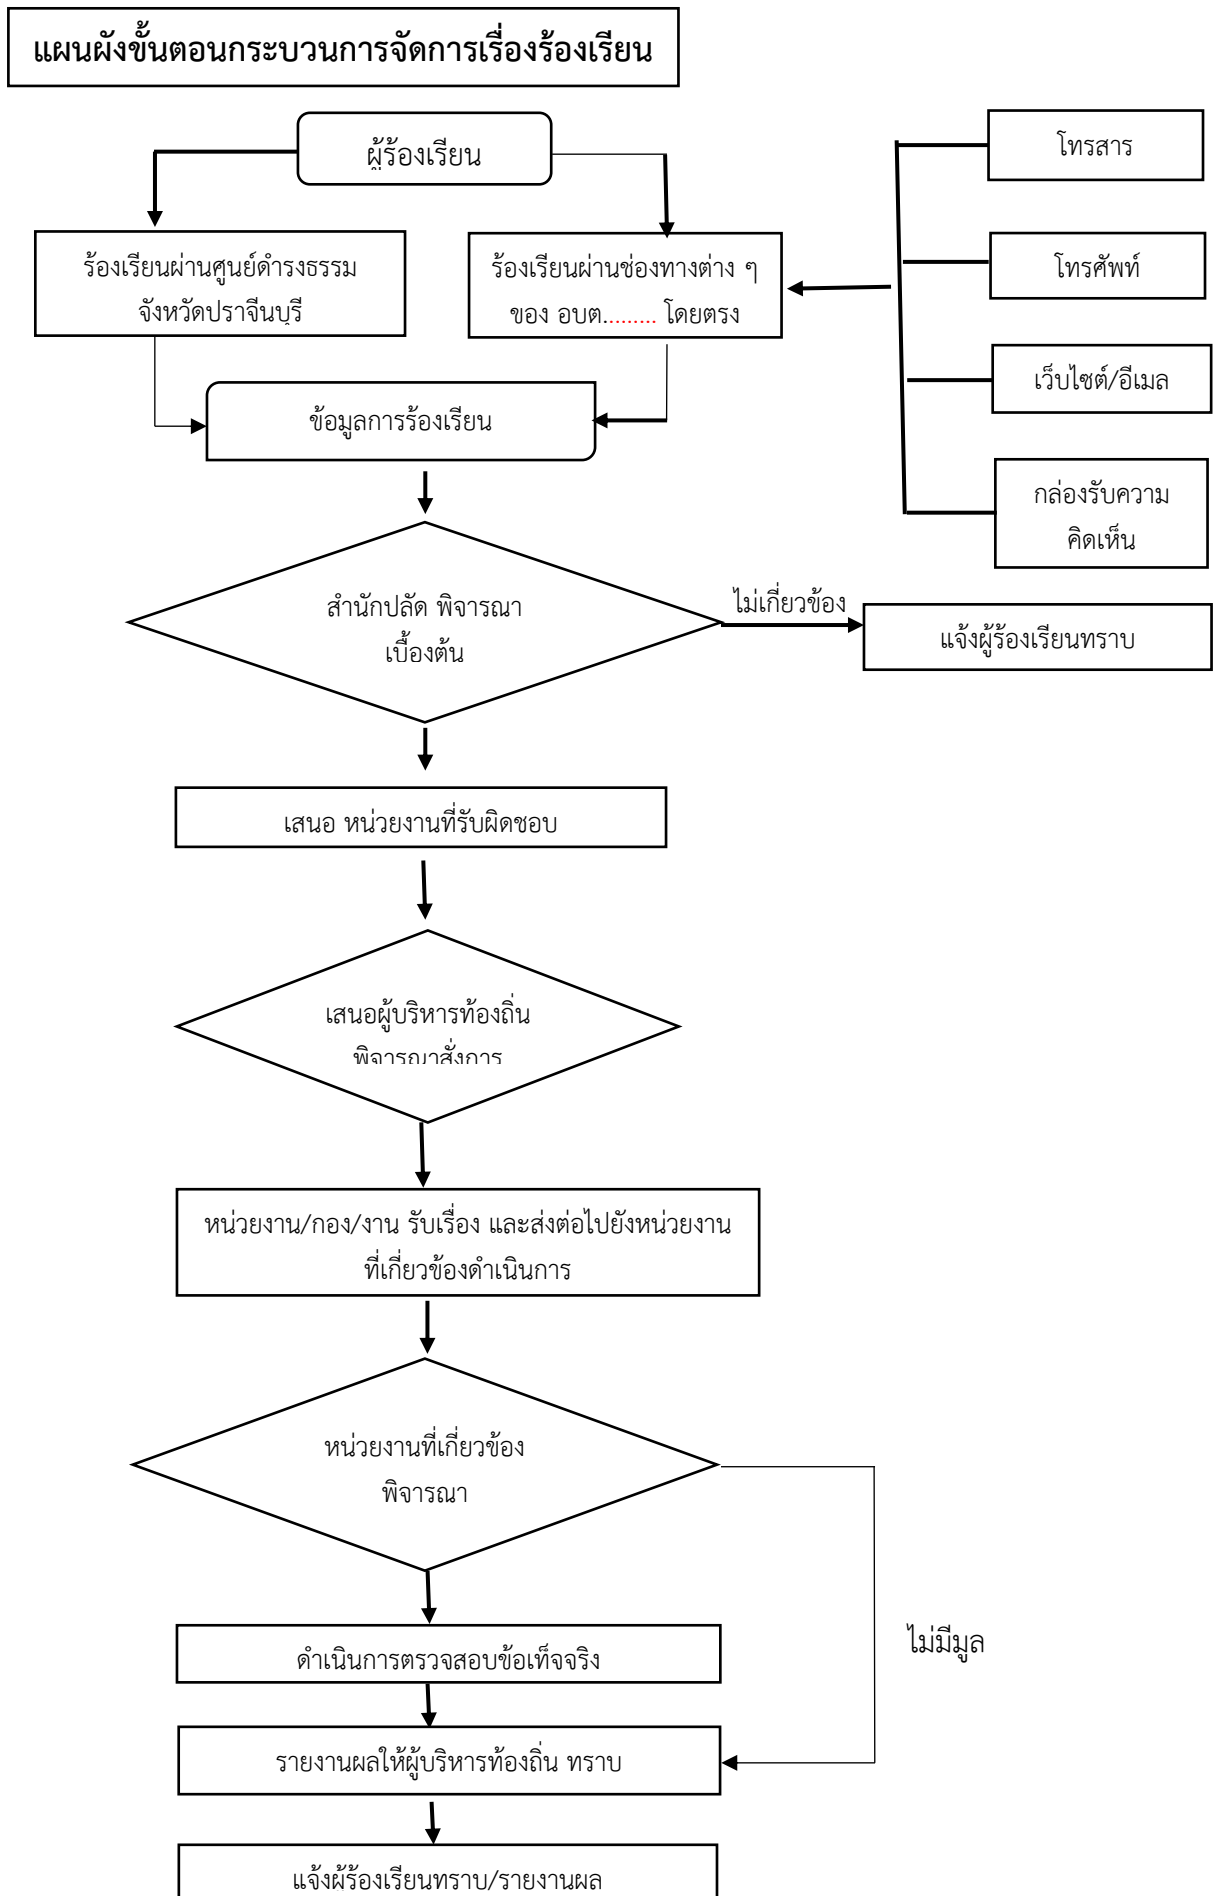 แผนผังขั้นตอนกระบวนการจัดการเรื่องร้องเรียน
ผู้ร้องเรียน
โทรสาร
ร้องเรียนผ่านศูนย์ดำรงธรรม
จังหวัดปราจีนบุรี
ร้องเรียนผ่านช่องทางต่าง ๆ
ของ อบต.......... โดยตรง
โทรศัพท์
เว็บไซต์/อีเมล
ข้อมูลการร้องเรียน
กล่องรับความ
คิดเห็น
สำนักปลัด พิจารณา
เบื้องต้น
ไม่เกี่ยวข้อง
แจ้งผู้ร้องเรียนทราบ
เสนอ หน่วยงานที่รับผิดชอบ
เสนอผู้บริหารท้องถิ่น
พิจารณาสั่งการ
หน่วยงาน/กอง/งาน รับเรื่อง และส่งต่อไปยังหน่วยงาน
ที่เกี่ยวข้องดำเนินการ
หน่วยงานที่เกี่ยวข้อง
พิจารณา
ไม่มีมูล
ดำเนินการตรวจสอบข้อเท็จจริง
รายงานผลให้ผู้บริหารท้องถิ่น ทราบ
แจ้งผู้ร้องเรียนทราบ/รายงานผล